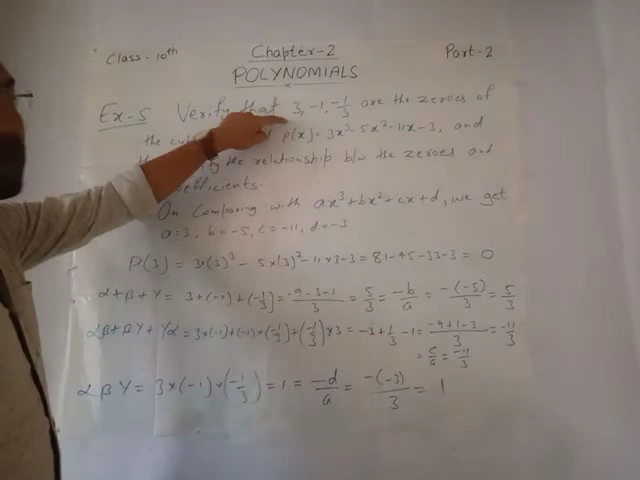 Class - 10th
Chapter-2
Part-2
POLYNOMIALS
Ex-5 Verify that 3, -1, -1/3 are the zeroes of
the p(x) = 3x³ - 5x² - 11x - 3, and
the relationship b/w the zeroes and
coefficients.
On Comparing with ax³ + bx² + cx + d, we get
a = 3, b = -5, c = -11, d = -3
P(3) = 3×(3)³ - 5×(3)² - 11×3 - 3 = 81 - 45 - 33 - 3 = 0
α + β + γ = 3 + (-1) + (-1/3) = -9-3-1/3 = 5/3 = -b/a = -(-5)/3 = 5/3
αβ + βγ + γα = 3×(-1) + (-1)×(-1/3) + (-1/3)×3 = -3 + 1/3 - 1 = -9+1-3/3 = -11/3
= c/a = -11/3
αβγ = 3×(-1)×(-1/3) = 1 = -d/a = -(-3)/3 = 1